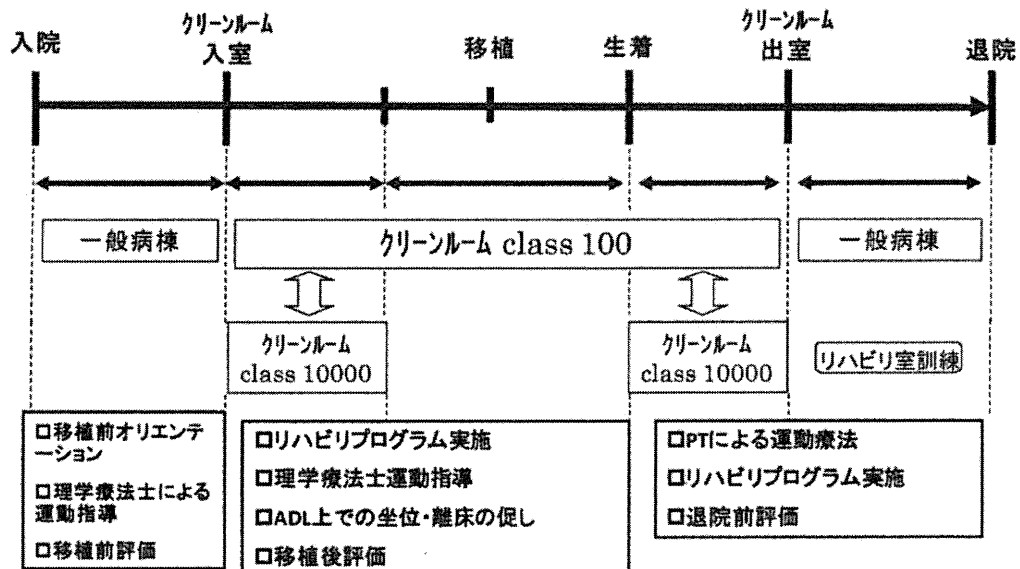 入院
クリーンルーム
入室
移植
生着
クリーンルーム
出室
退院
一般病棟
クリーンルーム class 100
一般病棟
クリーンルーム
class 10000
クリーンルーム
class 10000
リハビリ室訓練
□移植前オリエンテ
ーション
□理学療法士による
運動指導
□移植前評価
□リハビリプログラム実施
□理学療法士運動指導
□ADL上での坐位・離床の促し
□移植後評価
□PTによる運動療法
□リハビリプログラム実施
□退院前評価